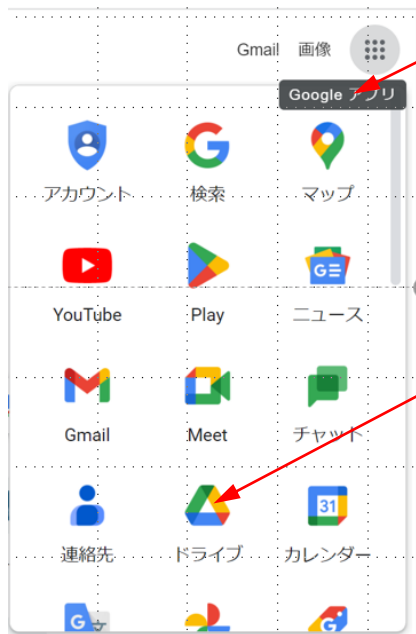 Gmail 画像
Google アプリ
アカウント 検索 マップ
GE
YouTube Play ニュース
Gmail Meet チャット
31
連絡先 ドライブ カレンダー
G G